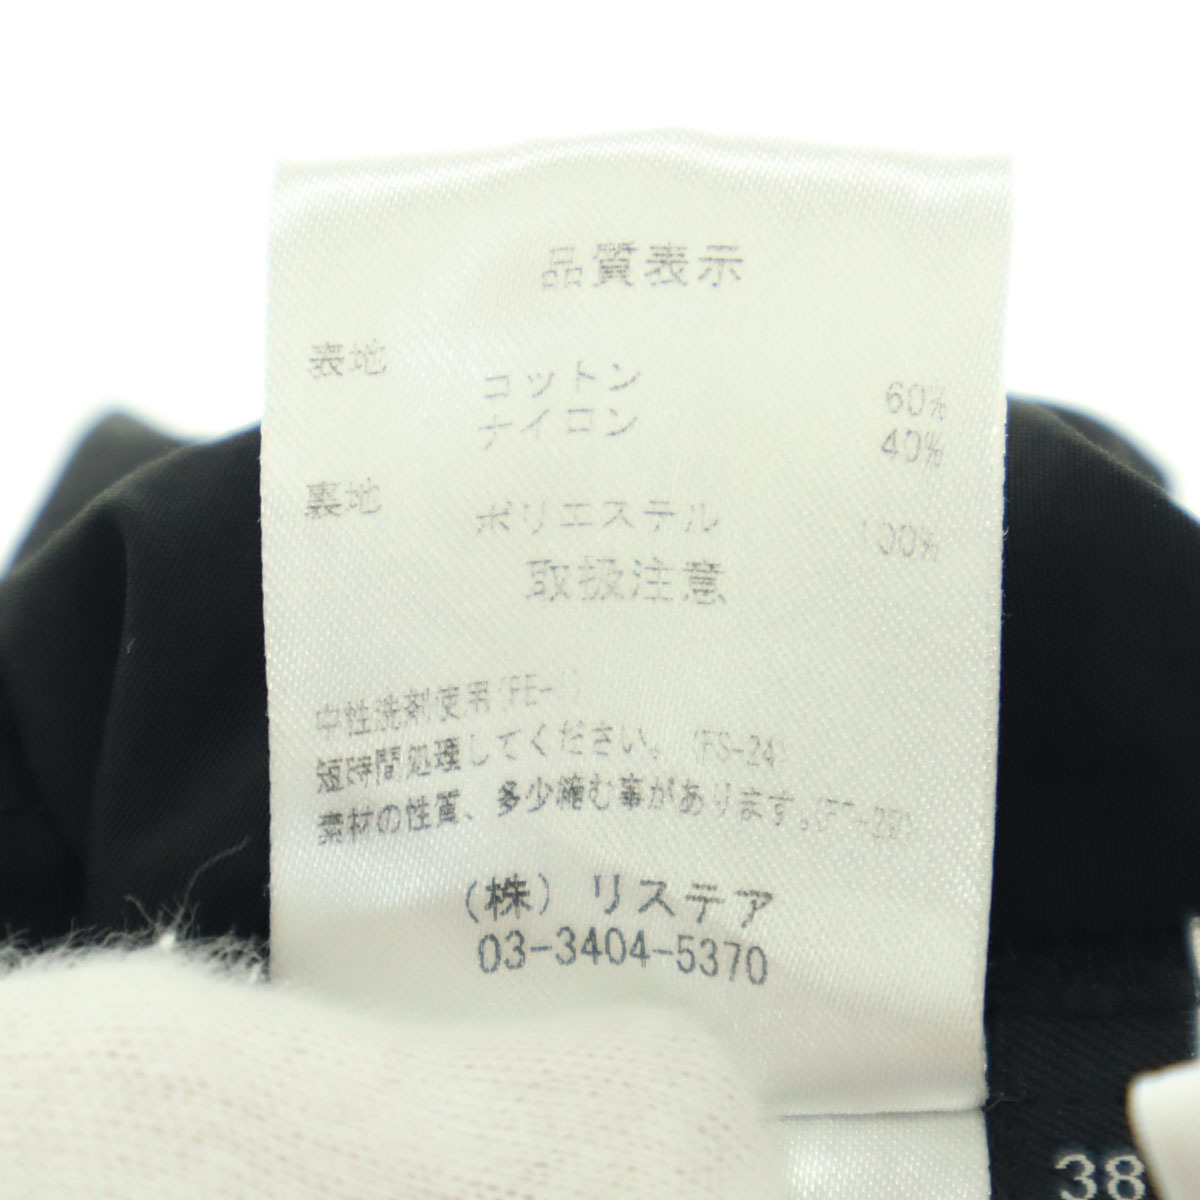 品質表示
表地
コットン 60%
ナイロン 40%
裏地
ポリエステル 100%
取扱注意
中性洗剤使用(FE-1)
短時間処理してください。(FS-24)
素材の性質、多少縮む事があります。
(株) リステア
03-3404-5370
38